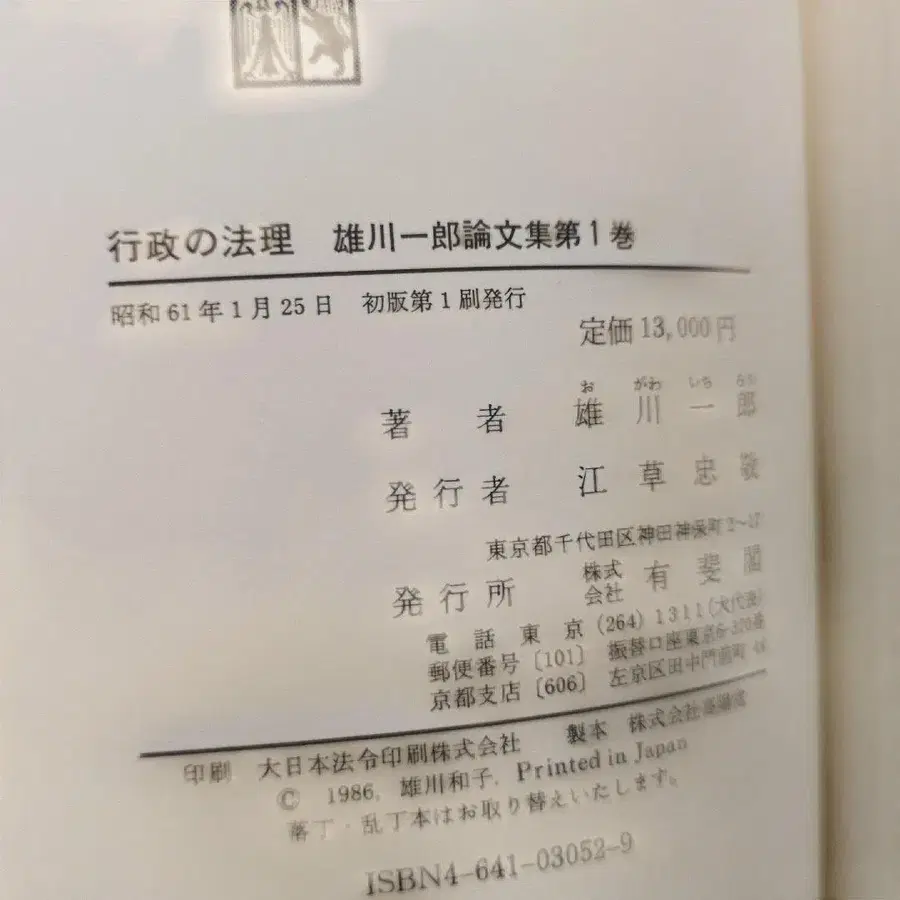 行政の法理 雄川一郎論文集第1巻
昭和61年1月25日 初版第1刷発行
定価 13,000円
お がわ いち ろう
著者 雄川一郎
発行者 江草忠敬
東京都千代田区神田神保町2~17
発行所 株式会社 有斐閣
電話 東京 (264) 1311(大代表)
郵便番号〔101〕 振替口座東京6-370番
京都支店〔606〕 左京区田中門前町44
印刷 大日本法令印刷株式会社 製本 株式会社
© 1986, 雄川和子. Printed in Japan
落丁・乱丁本はお取り替えいたします。
ISBN4-641-03052-9